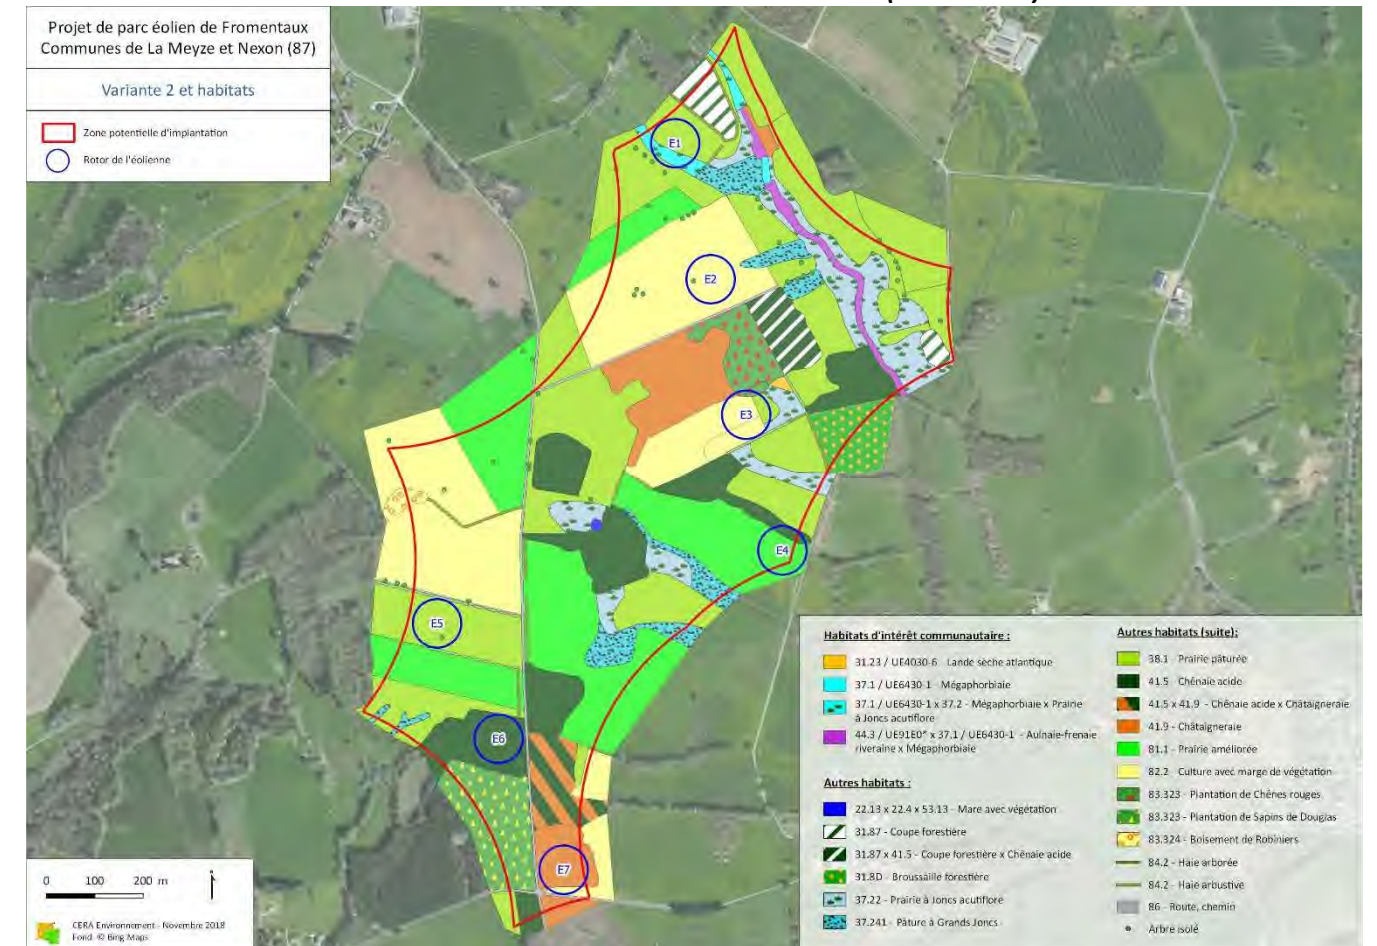 Projet de parc éolien de Fromentaux
Communes de La Meyze et Nexon (87)
Variante 2 et habitats
Zone potentielle d'implantation
Rotor de l'éolienne
E1
E2
E3
E4
E5
E6
E7
Habitats d'intérêt communautaire :
31.23 / UE4030-6 - Lande sèche atlantique
37.1 / UE6430-1 - Mégaphorbiaie
37.1 / UE6430-1 x 37.2 - Mégaphorbiaie x Prairie
à Joncs acutiflore
44.3 / UE91E0* x 37.1 / UE6430-1 - Aulnaie-frenaie
riveraine x Mégaphorbiaie
Autres habitats :
22.13 x 22.4 x 53.13 - Mare avec végétation
31.87 - Coupe forestière
31.87 x 41.5 - Coupe forestière x Chênaie acide
31.8D - Broussaille forestière
37.22 - Prairie à Joncs acutiflore
37.241 - Pâture à Grands Joncs
Autres habitats (suite):
38.1 - Prairie pâturée
41.5 - Chênaie acide
41.5 x 41.9 - Chênaie acide x Châtaigneraie
41.9 - Châtaigneraie
81.1 - Prairie améliorée
82.2 - Culture avec marge de végétation
83.323 - Plantation de Chênes rouges
83.323 - Plantation de Sapins de Douglas
83.324 - Boisement de Robiniers
84.2 - Haie arborée
84.2 - Haie arbustive
86 - Route, chemin
Arbre isolé
0 100 200 m
CERA Environnement - Novembre 2018
Fond: © Bing Maps